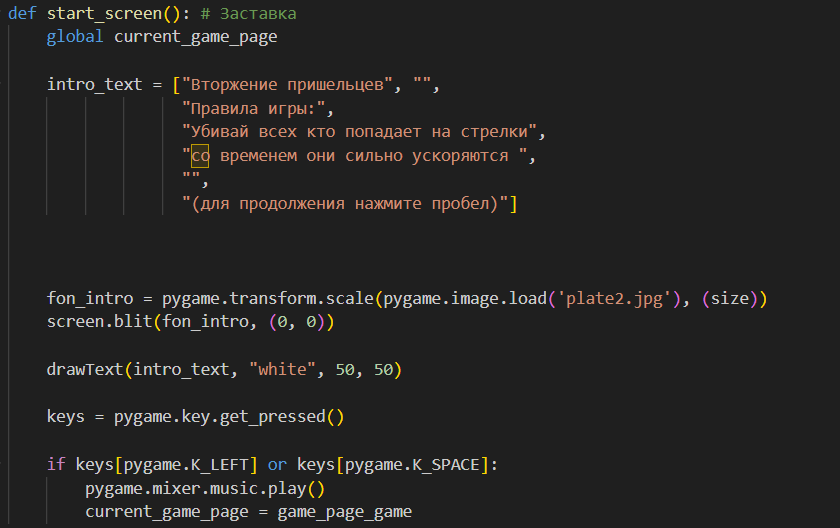 def start_screen(): # Заставка
    global current_game_page

    intro_text = ["Вторжение пришельцев", "",
                  "Правила игры:",
                  "Убивай всех кто попадает на стрелки",
                  "со временем они сильно ускоряются ",
                  "",
                  "(для продолжения нажмите пробел)"]

    fon_intro = pygame.transform.scale(pygame.image.load('plate2.jpg'), (size))
    screen.blit(fon_intro, (0, 0))

    drawText(intro_text, "white", 50, 50)

    keys = pygame.key.get_pressed()

    if keys[pygame.K_LEFT] or keys[pygame.K_SPACE]:
        pygame.mixer.music.play()
        current_game_page = game_page_game